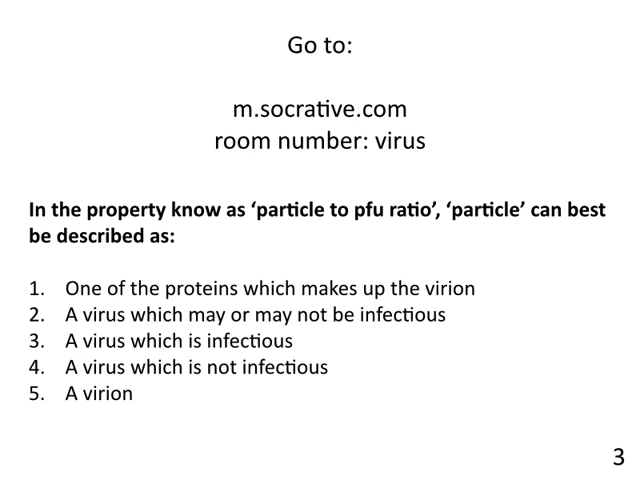 Go to:
m.socrative.com
room number: virus
In the property know as ‘particle to pfu ratio’, ‘particle’ can best
be described as:
1. One of the proteins which makes up the virion
2. A virus which may or may not be infectious
3. A virus which is infectious
4. A virus which is not infectious
5. A virion
3